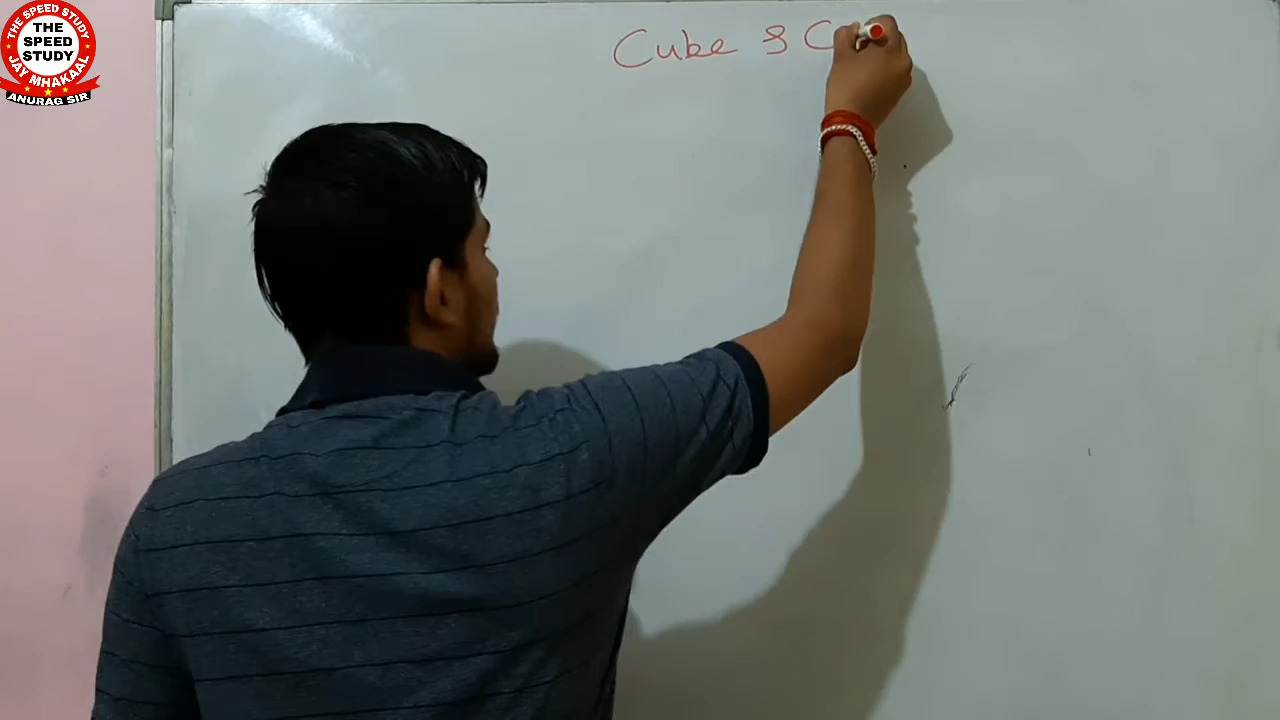 THE SPEED STUDY
THE
SPEED
STUDY
JAY MHAKAAL
ANURAG SIR
Cube & C